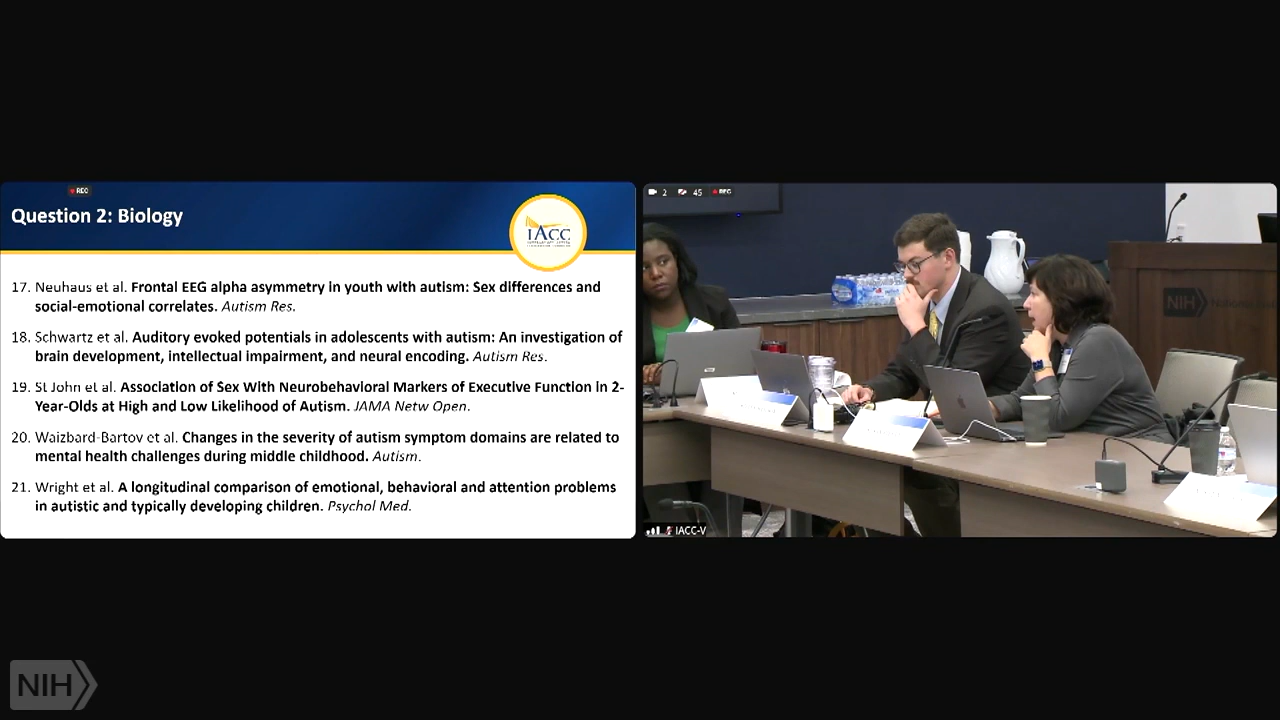 REC
Question 2: Biology
IACC
17. Neuhaus et al. Frontal EEG alpha asymmetry in youth with autism: Sex differences and
social-emotional correlates. Autism Res.
18. Schwartz et al. Auditory evoked potentials in adolescents with autism: An investigation of
brain development, intellectual impairment, and neural encoding. Autism Res.
19. St John et al. Association of Sex With Neurobehavioral Markers of Executive Function in 2-
Year-Olds at High and Low Likelihood of Autism. JAMA Netw Open.
20. Waizbard-Bartov et al. Changes in the severity of autism symptom domains are related to
mental health challenges during middle childhood. Autism.
21. Wright et al. A longitudinal comparison of emotional, behavioral and attention problems
in autistic and typically developing children. Psychol Med.
2 45 REC
NIH
IACC-V
NIH